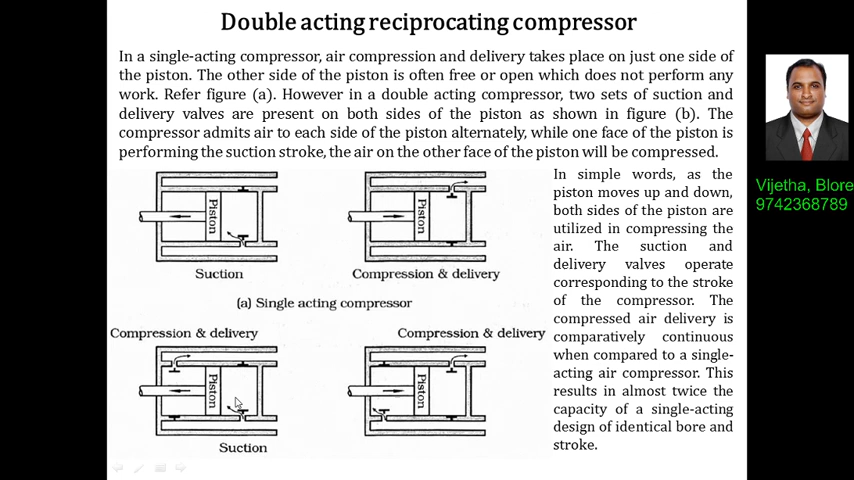 Double acting reciprocating compressor
In a single-acting compressor, air compression and delivery takes place on just one side of
the piston. The other side of the piston is often free or open which does not perform any
work. Refer figure (a). However in a double acting compressor, two sets of suction and
delivery valves are present on both sides of the piston as shown in figure (b). The
compressor admits air to each side of the piston alternately, while one face of the piston is
performing the suction stroke, the air on the other face of the piston will be compressed.
Piston
Suction
Piston
Compression & delivery
(a) Single acting compressor
Compression & delivery
Piston
Suction
Compression & delivery
Piston
In simple words, as the
piston moves up and down,
both sides of the piston are
utilized in compressing the
air. The suction and
delivery valves operate
corresponding to the stroke
of the compressor. The
compressed air delivery is
comparatively continuous
when compared to a single-
acting air compressor. This
results in almost twice the
capacity of a single-acting
design of identical bore and
stroke.
Vijetha, Blore
9742368789